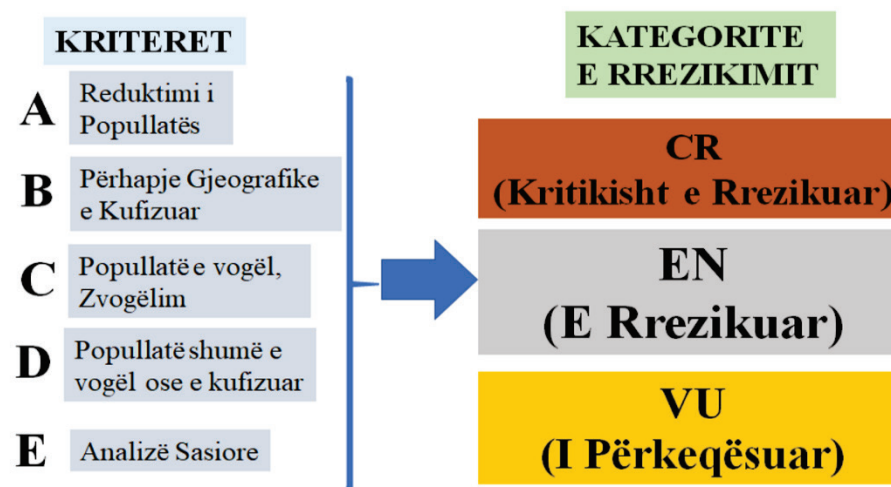 KRITERET
A
Reduktimi i
Popullatës
B
Përhapje Gjeografike
e Kufizuar
C
Popullatë e vogël,
Zvogëlim
D
Popullatë shumë e
vogël ose e kufizuar
E
Analizë Sasiore
KATEGORITE
E RREZIKIMIT
CR
(Kritikisht e Rrezikuar)
EN
(E Rrezikuar)
VU
(I Përkeqësuar)